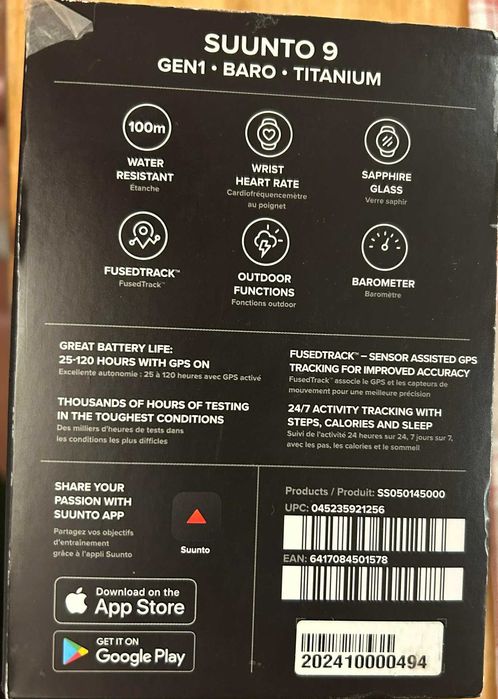 SUUNTO 9
GEN1 • BARO • TITANIUM
100m
WATER
RESISTANT
Étanche
WRIST
HEART RATE
Cardiofréquencemètre
au poignet
SAPPHIRE
GLASS
Verre saphir
FUSEDTRACK™
FusedTrack™
OUTDOOR
FUNCTIONS
Fonctions outdoor
BAROMETER
Baromètre
GREAT BATTERY LIFE:
25-120 HOURS WITH GPS ON
Excellente autonomie : 25 à 120 heures avec GPS activé
THOUSANDS OF HOURS OF TESTING
IN THE TOUGHEST CONDITIONS
Des milliers d'heures de tests dans
les conditions les plus difficiles
FUSEDTRACK™ – SENSOR ASSISTED GPS
TRACKING FOR IMPROVED ACCURACY
FusedTrack™ associe le GPS et les capteurs de
mouvement pour une meilleure précision
24/7 ACTIVITY TRACKING WITH
STEPS, CALORIES AND SLEEP
Suivi de l'activité 24 heures sur 24, 7 jours sur 7,
avec les pas, les calories et le sommeil
SHARE YOUR
PASSION WITH
SUUNTO APP
Partagez vos objectifs
d'entraînement
grâce à l'appli Suunto
Suunto
Download on the
App Store
GET IT ON
Google Play
Products / Produit: SS050145000
UPC: 045235921256
EAN: 6417084501578
202410000494